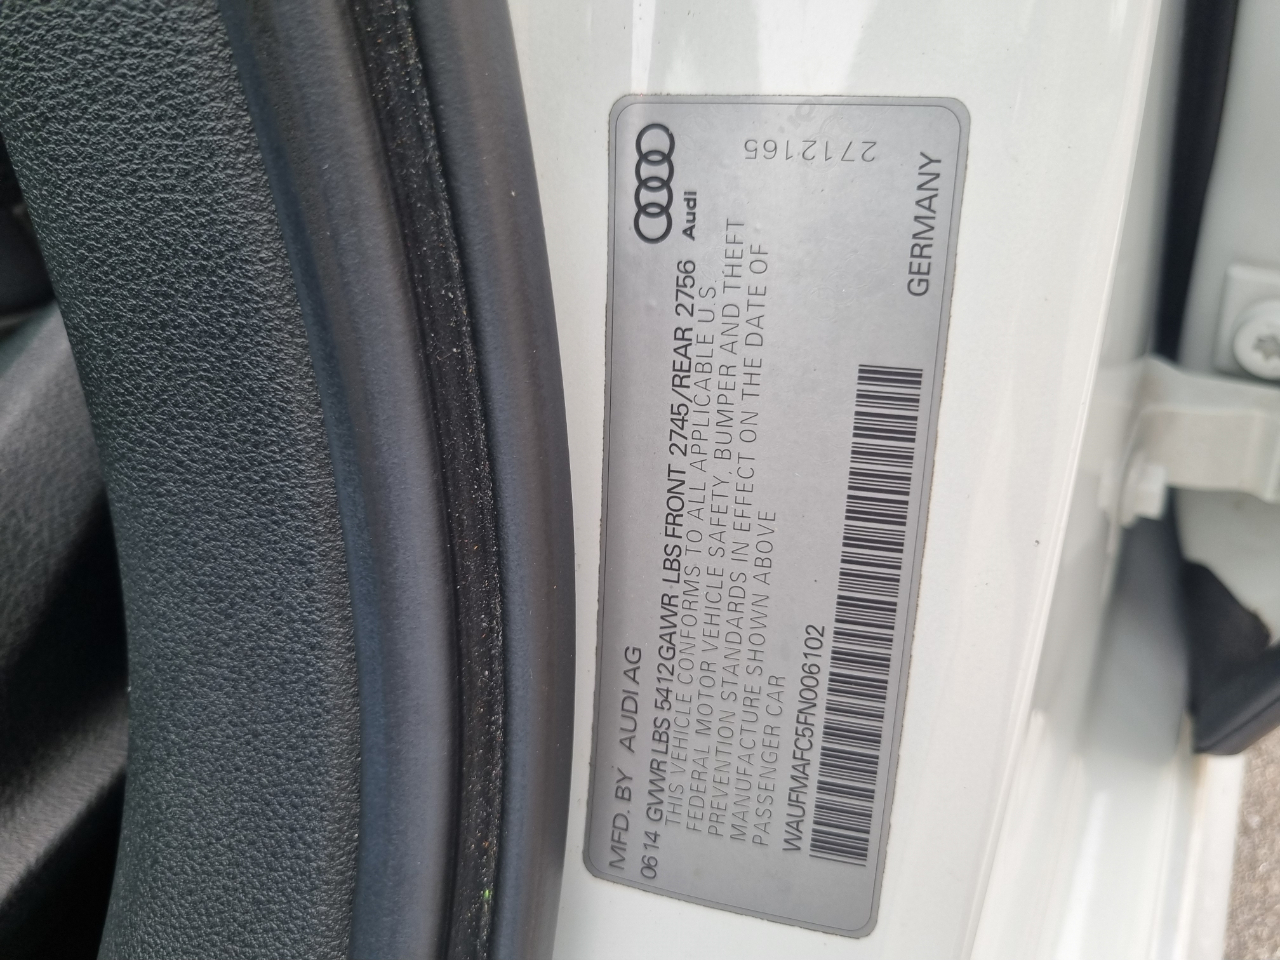 MFD. BY AUDI AG
Audi
0614 GVWR LBS 5412 GAWR LBS FRONT 2745/REAR 2756
THIS VEHICLE CONFORMS TO ALL APPLICABLE U.S.
FEDERAL MOTOR VEHICLE SAFETY, BUMPER AND THEFT
PREVENTION STANDARDS IN EFFECT ON THE DATE OF
MANUFACTURE SHOWN ABOVE
PASSENGER CAR
WAUFMAFC5FN006102
GERMANY
2712165